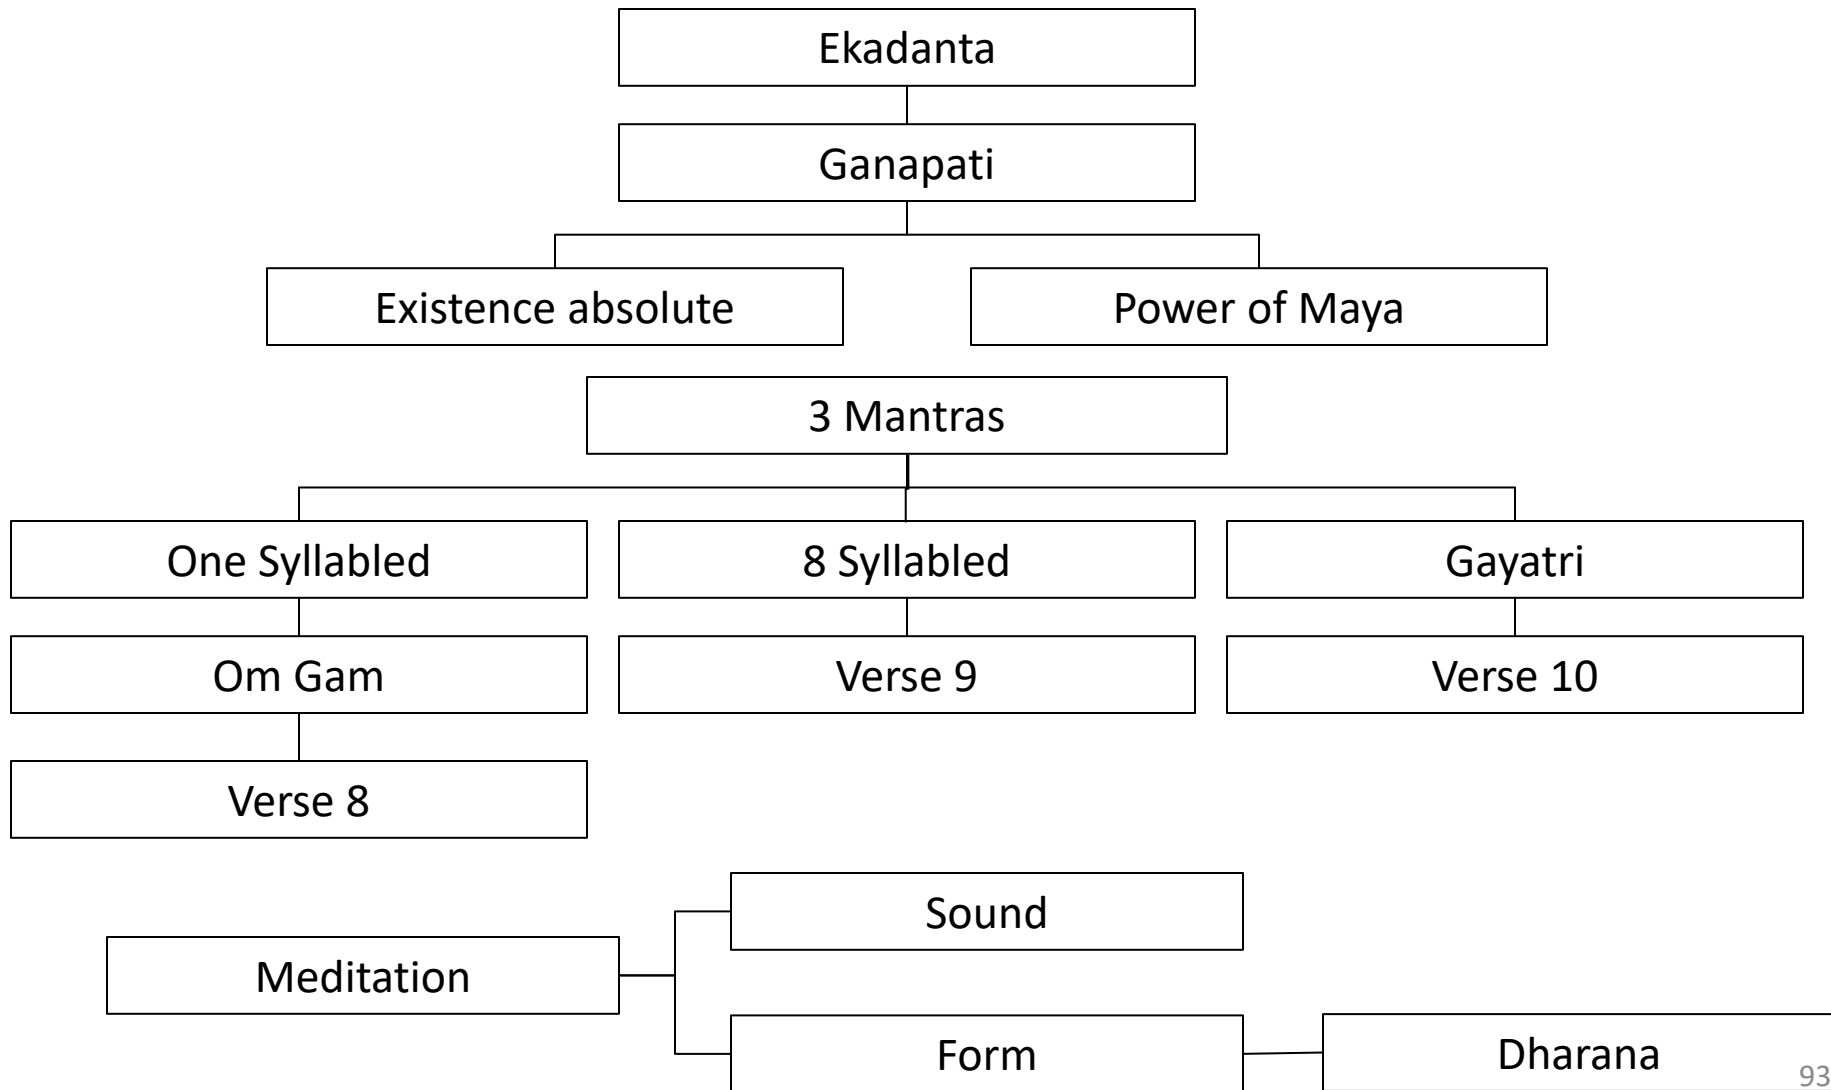 Ekadanta
Ganapati
Existence absolute
Power of Maya
3 Mantras
One Syllabled
8 Syllabled
Gayatri
Om Gam
Verse 9
Verse 10
Verse 8
Sound
Meditation
Form
Dharana
93